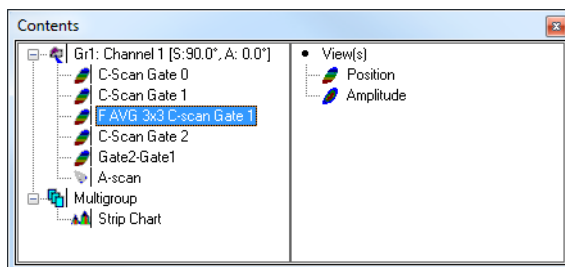 Contents
Gr1: Channel 1 [S:90.0°, A: 0.0°]
C-Scan Gate 0
C-Scan Gate 1
F AVG 3x3 C-scan Gate 1
C-Scan Gate 2
Gate2-Gate1
A-scan
Multigroup
Strip Chart
View(s)
Position
Amplitude